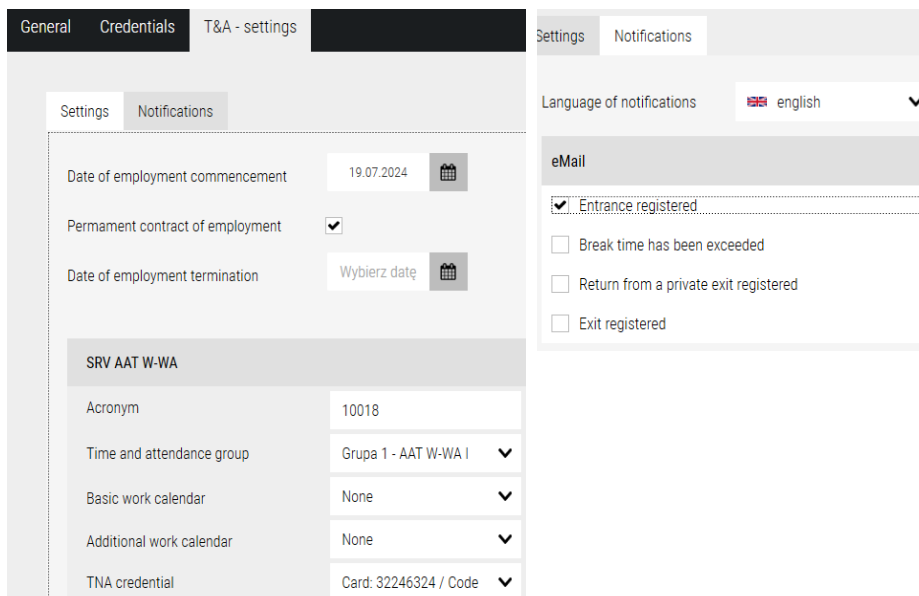 General Credentials T&A - settings
Settings Notifications
Date of employment commencement 19.07.2024
Permament contract of employment
Date of employment termination Wybierz datę
SRV AAT W-WA
Acronym 10018
Time and attendance group Grupa 1 - AAT W-WA I
Basic work calendar None
Additional work calendar None
TNA credential Card: 32246324 / Code
Settings Notifications
Language of notifications english
eMail
Entrance registered
Break time has been exceeded
Return from a private exit registered
Exit registered